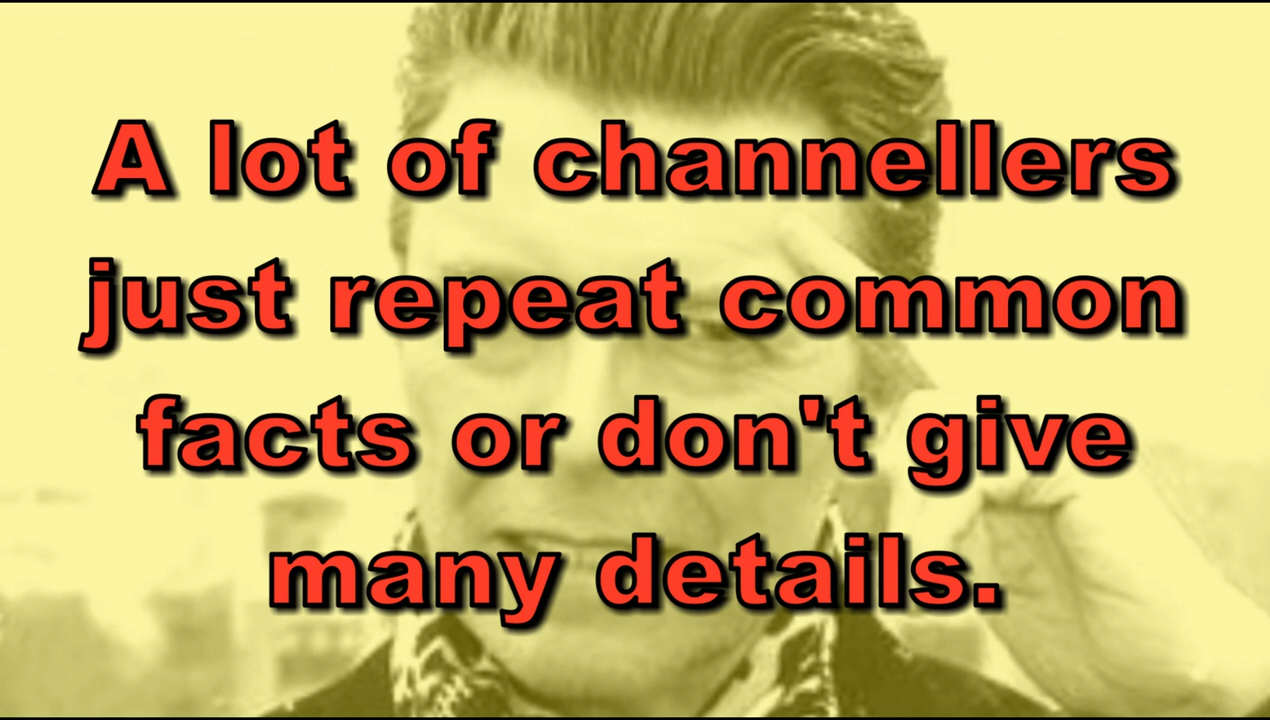 A lot of channellers
just repeat common
facts or don't give
many details.